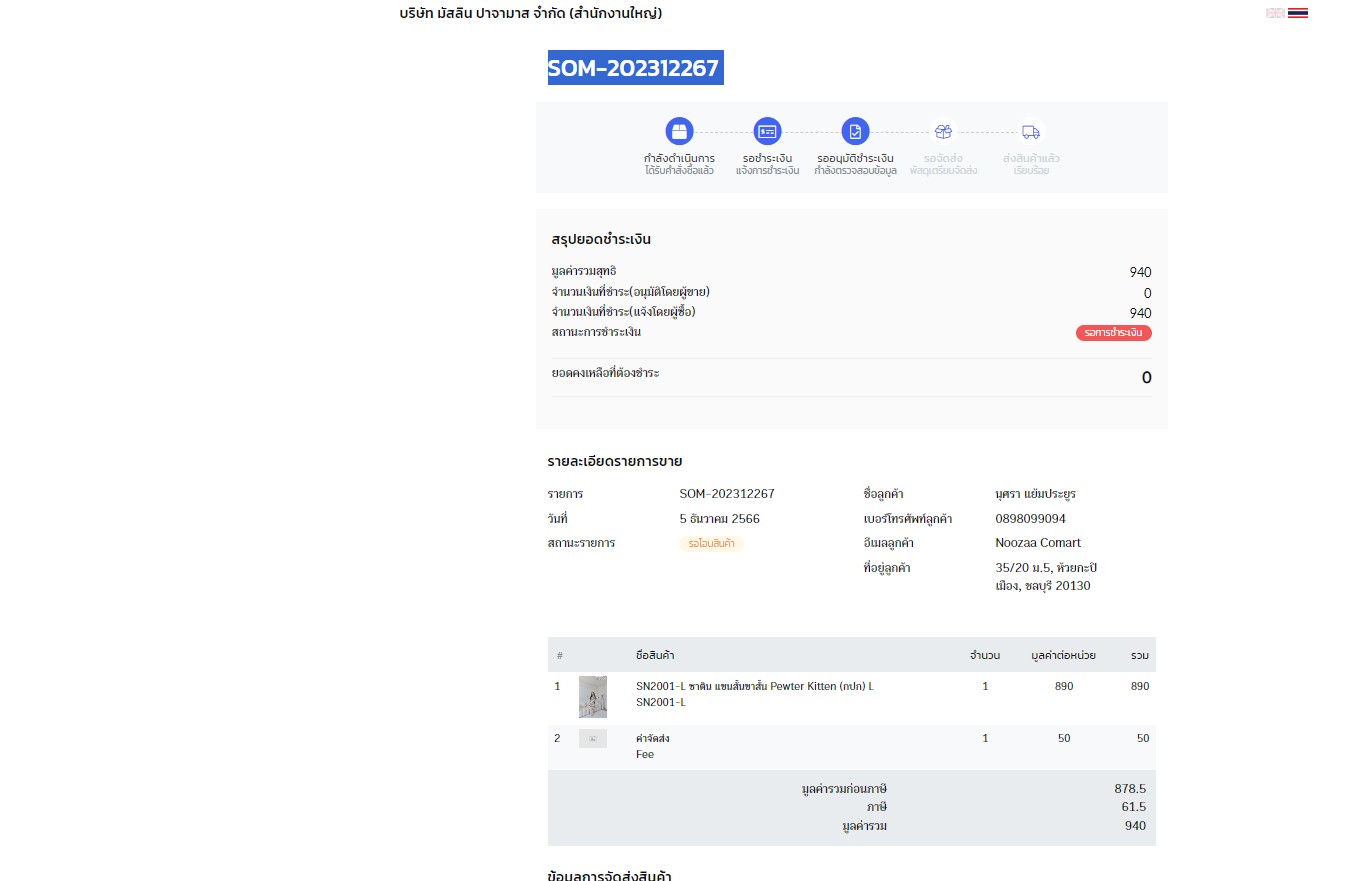 บริษัท มัสลิน ปาจามาส จำกัด (สำนักงานใหญ่)
SOM-202312267
กำลังดำเนินการ รอชำระเงิน รออนุมัติชำระเงิน รอจัดส่ง ส่งสินค้าแล้ว
ได้รับคำสั่งซื้อแล้ว แจ้งการชำระเงิน กำลังตรวจสอบข้อมูล พัสดุเตรียมจัดส่ง เรียบร้อย
สรุปยอดชำระเงิน
มูลค่ารวมสุทธิ 940
จำนวนเงินที่ชำระ(อนุมัติโดยผู้ขาย) 0
จำนวนเงินที่ชำระ(แจ้งโดยผู้ซื้อ) 940
สถานะการชำระเงิน รอการชำระเงิน
ยอดคงเหลือที่ต้องชำระ 0
รายละเอียดรายการขาย
รายการ SOM-202312267 ชื่อลูกค้า นุศรา แย้มประยูร
วันที่ 5 ธันวาคม 2566 เบอร์โทรศัพท์ลูกค้า 0898099094
สถานะรายการ รอโอนสินค้า อีเมลลูกค้า Noozaa Comart
ที่อยู่ลูกค้า 35/20 ม.5, ห้วยกะปิ
เมือง, ชลบุรี 20130
# ชื่อสินค้า จำนวน มูลค่าต่อหน่วย รวม
1 SN2001-L ซาติน แขนสั้นขาสั้น Pewter Kitten (กปก) L 1 890 890
SN2001-L
2 ค่าจัดส่ง 1 50 50
Fee
มูลค่ารวมก่อนภาษี 878.5
ภาษี 61.5
มูลค่ารวม 940
ข้อมูลการจัดส่งสินค้า